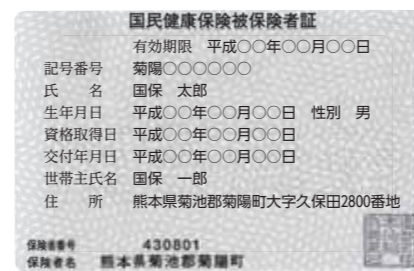 国民健康保険被保険者証
有効期限 平成○○年○○月○○日
記号番号 菊陽○○○○○○
氏 名 国保 太郎
生年月日 平成○○年○○月○○日 性別 男
資格取得日 平成○○年○○月○○日
交付年月日 平成○○年○○月○○日
世帯主氏名 国保 一郎
住 所 熊本県菊池郡菊陽町大字久保田2800番地
保険者番号 430801
保険者名 熊本県菊池郡菊陽町